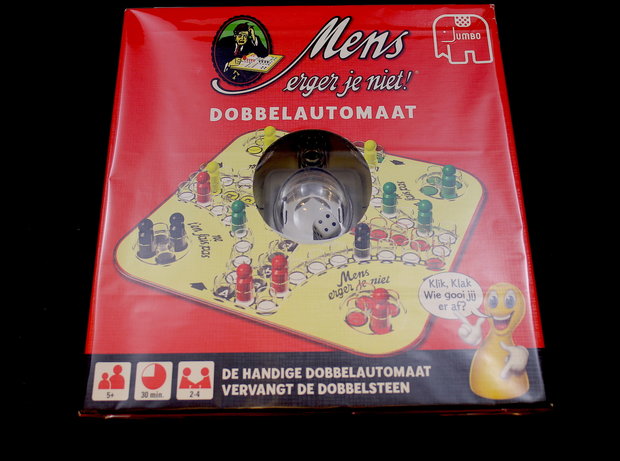 Mens
erger je niet!
JUMBO
DOBBELAUTOMAAT
Mens
erger je niet
Klik, Klak
Wie gooi jij
er af?
DE HANDIGE DOBBELAUTOMAAT
VERVANGT DE DOBBELSTEEN
5+
30 min.
2-4